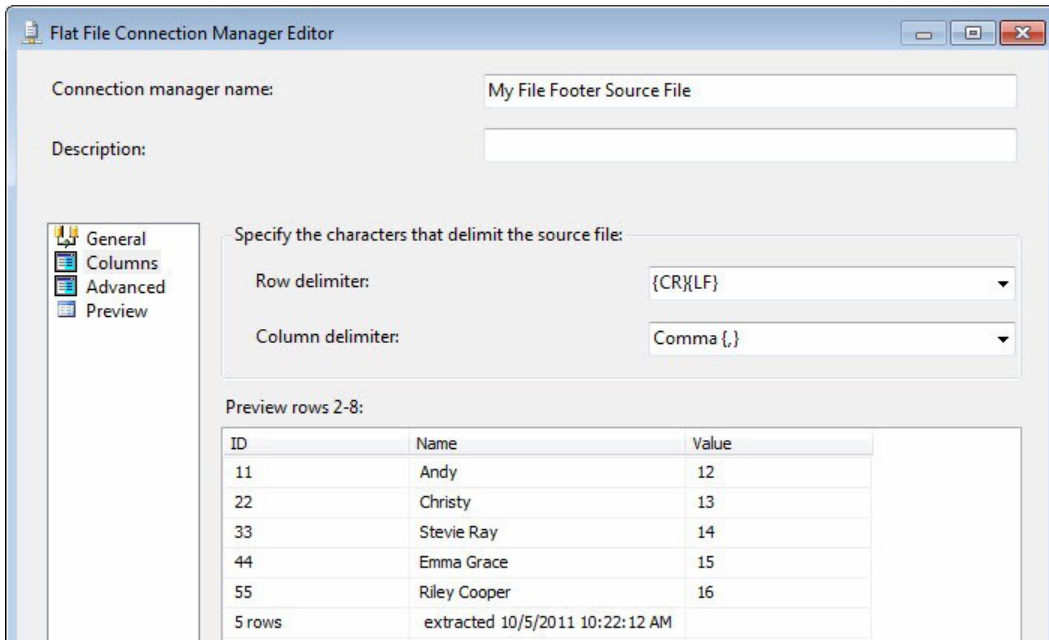 Flat File Connection Manager Editor
Connection manager name: My File Footer Source File
Description:
General
Columns
Advanced
Preview
Specify the characters that delimit the source file:
Row delimiter: {CR}{LF}
Column delimiter: Comma {,}
Preview rows 2-8:
ID Name Value
11 Andy 12
22 Christy 13
33 Stevie Ray 14
44 Emma Grace 15
55 Riley Cooper 16
5 rows extracted 10/5/2011 10:22:12 AM